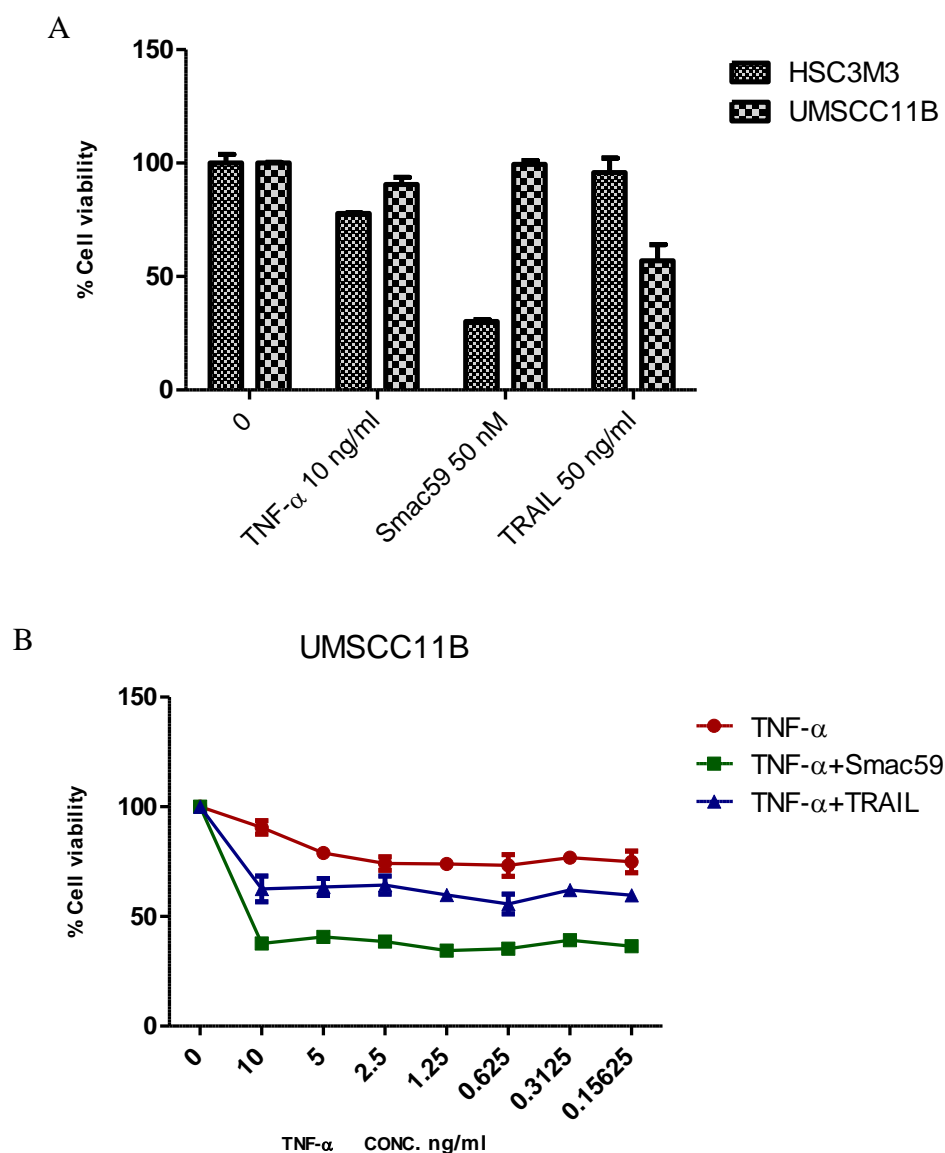 A
150
100
50
0
% Cell viability
0
TNF-α 10 ng/ml
Smac59 50 nM
TRAIL 50 ng/ml
HSC3M3
UMSCC11B
B
UMSCC11B
150
100
50
0
% Cell viability
0
10
5
2.5
1.25
0.625
0.3125
0.15625
TNF-α CONC. ng/ml
TNF-α
TNF-α+Smac59
TNF-α+TRAIL